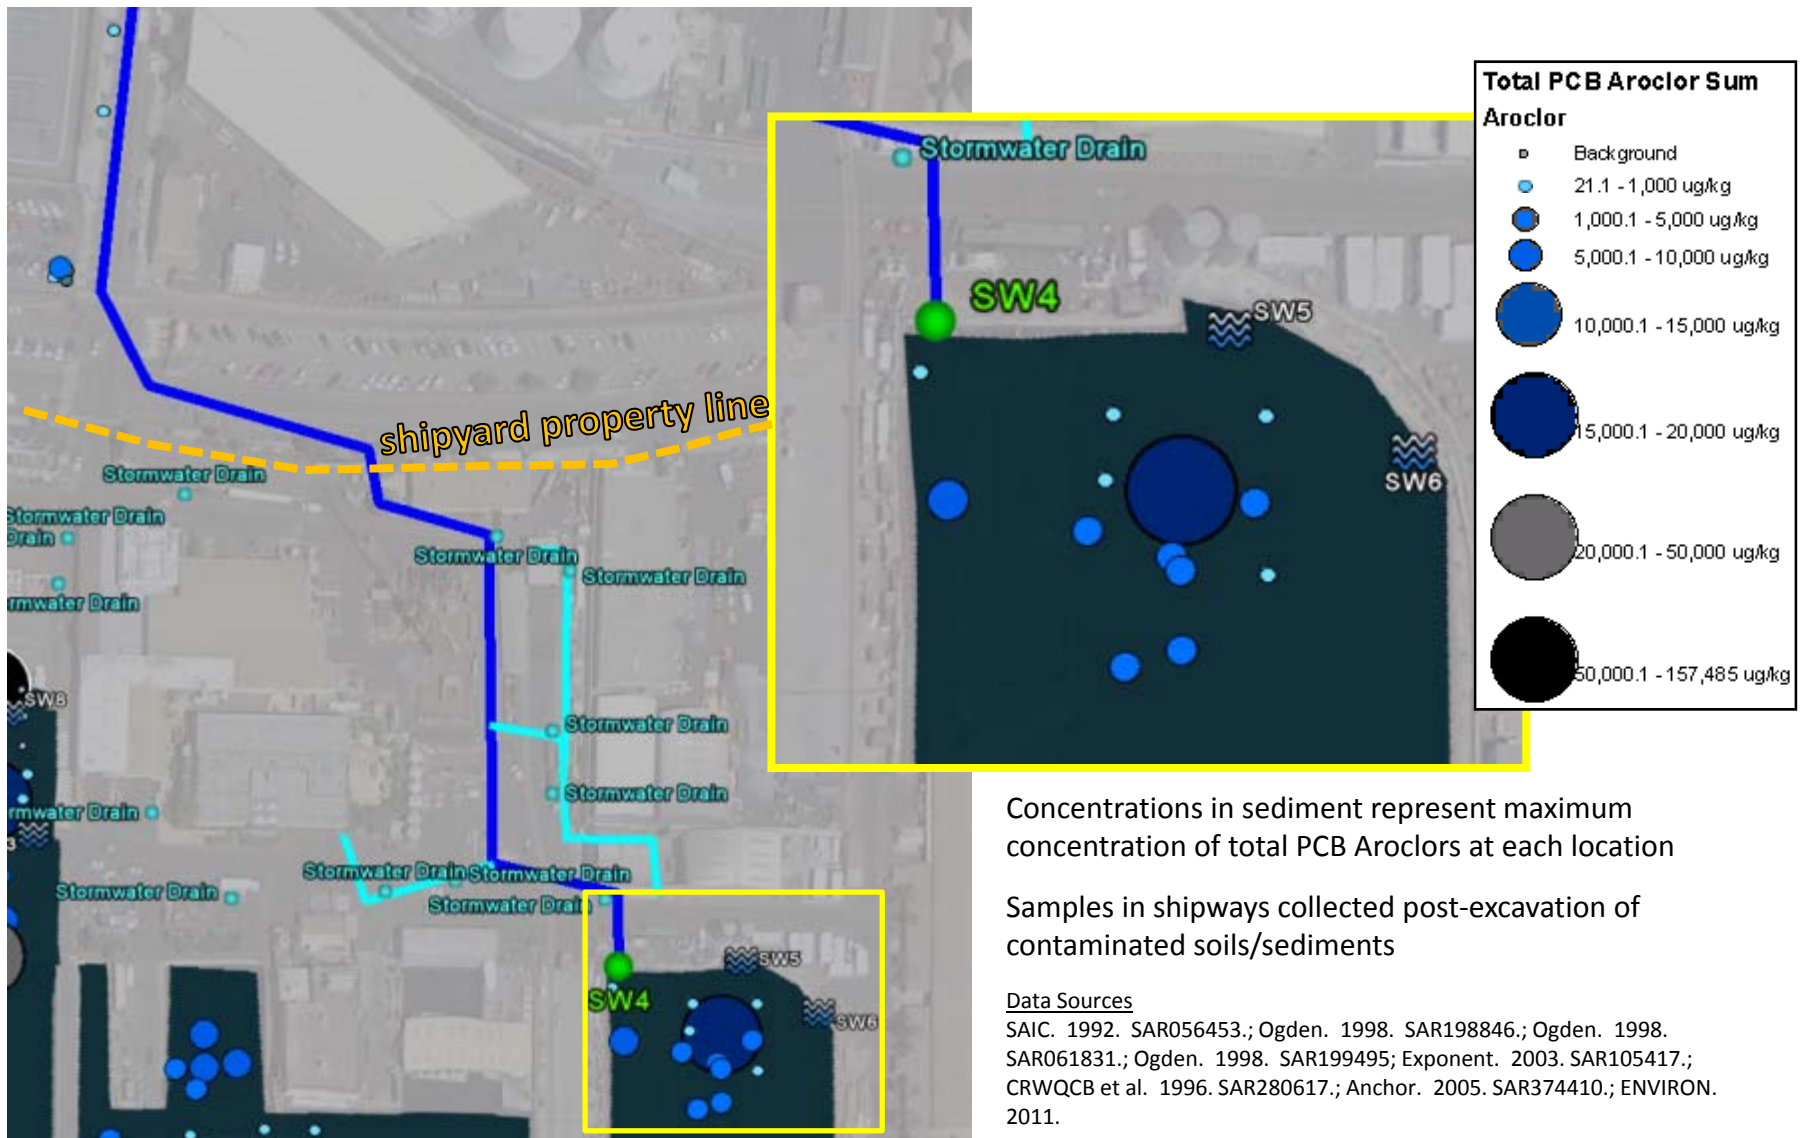 shipyard property line
Stormwater Drain
Stormwater Drain
Drain
rmwater Drain
Stormwater Drain
Stormwater Drain
SW8
Stormwater Drain
Stormwater Drain
rmwater Drain
Stormwater Drain
Stormwater Drain
Stormwater Drain
Stormwater Drain
SW5
SW4
SW6
Stormwater Drain
SW4
SW5
SW6
Total PCB Aroclor Sum
Aroclor
Background
21.1 - 1,000 ug/kg
1,000.1 - 5,000 ug/kg
5,000.1 - 10,000 ug/kg
10,000.1 - 15,000 ug/kg
15,000.1 - 20,000 ug/kg
20,000.1 - 50,000 ug/kg
50,000.1 - 157,485 ug/kg
Concentrations in sediment represent maximum
concentration of total PCB Aroclors at each location
Samples in shipways collected post-excavation of
contaminated soils/sediments
Data Sources
SAIC. 1992. SAR056453.; Ogden. 1998. SAR198846.; Ogden. 1998.
SAR061831.; Ogden. 1998. SAR199495; Exponent. 2003. SAR105417.;
CRWQCB et al. 1996. SAR280617.; Anchor. 2005. SAR374410.; ENVIRON.
2011.